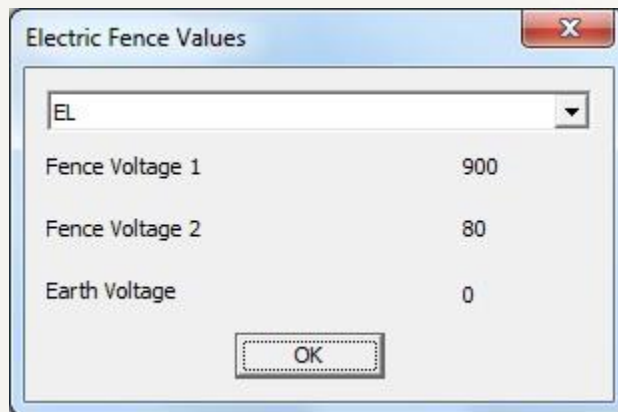 Electric Fence Values
EL
Fence Voltage 1 900
Fence Voltage 2 80
Earth Voltage 0
OK